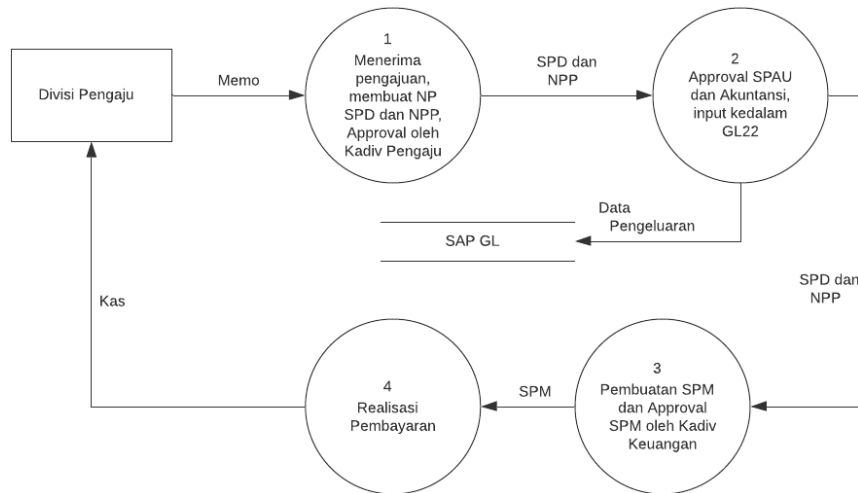 Divisi Pengaju
Memo
1
Menerima
pengajuan,
membuat NP
SPD dan NPP,
Approval oleh
Kadiv Pengaju
SPD dan
NPP
2
Approval SPAU
dan Akuntansi,
input kedalam
GL22
Data
Pengeluaran
SAP GL
SPD dan
NPP
3
Pembuatan SPM
dan Approval
SPM oleh Kadiv
Keuangan
SPM
4
Realisasi
Pembayaran
Kas